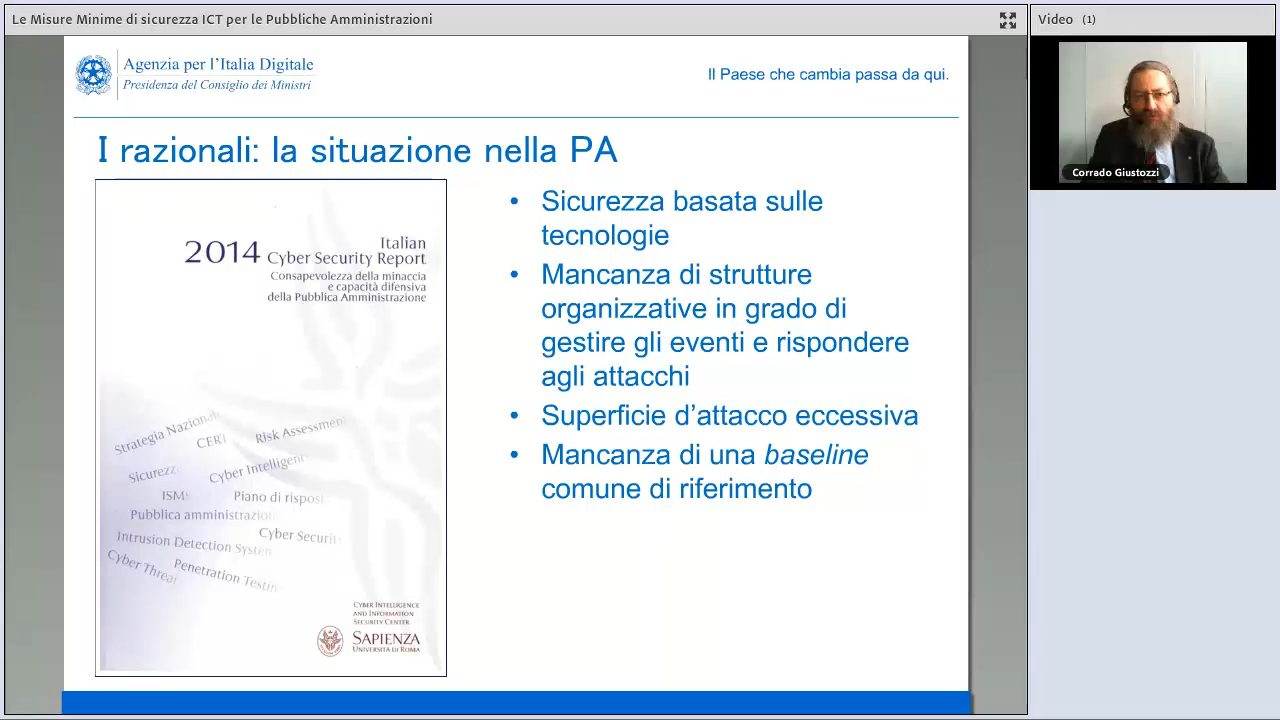 Le Misure Minime di sicurezza ICT per le Pubbliche Amministrazioni
Video (1)
Agenzia per l'Italia Digitale
Presidenza del Consiglio dei Ministri
Il Paese che cambia passa da qui.
Corrado Giustozzi
I razionali: la situazione nella PA
2014 Italian
Cyber Security Report
Consapevolezza della minaccia
e capacità difensiva
della Pubblica Amministrazione
Strategia Naziona
CERT
Risk Assessmen
Sicurezz
Cyber Intelligen
ISMS
Piano di rispos
Pubblica amministrazion
Cyber Securit
Intrusion Detection System
Cyber Threat
Penetration Testin
CYBER INTELLIGENCE
AND INFORMATION
SECURITY CENTER
SAPIENZA
UNIVERSITÀ DI ROMA
• Sicurezza basata sulle
tecnologie
• Mancanza di strutture
organizzative in grado di
gestire gli eventi e rispondere
agli attacchi
• Superficie d'attacco eccessiva
• Mancanza di una baseline
comune di riferimento